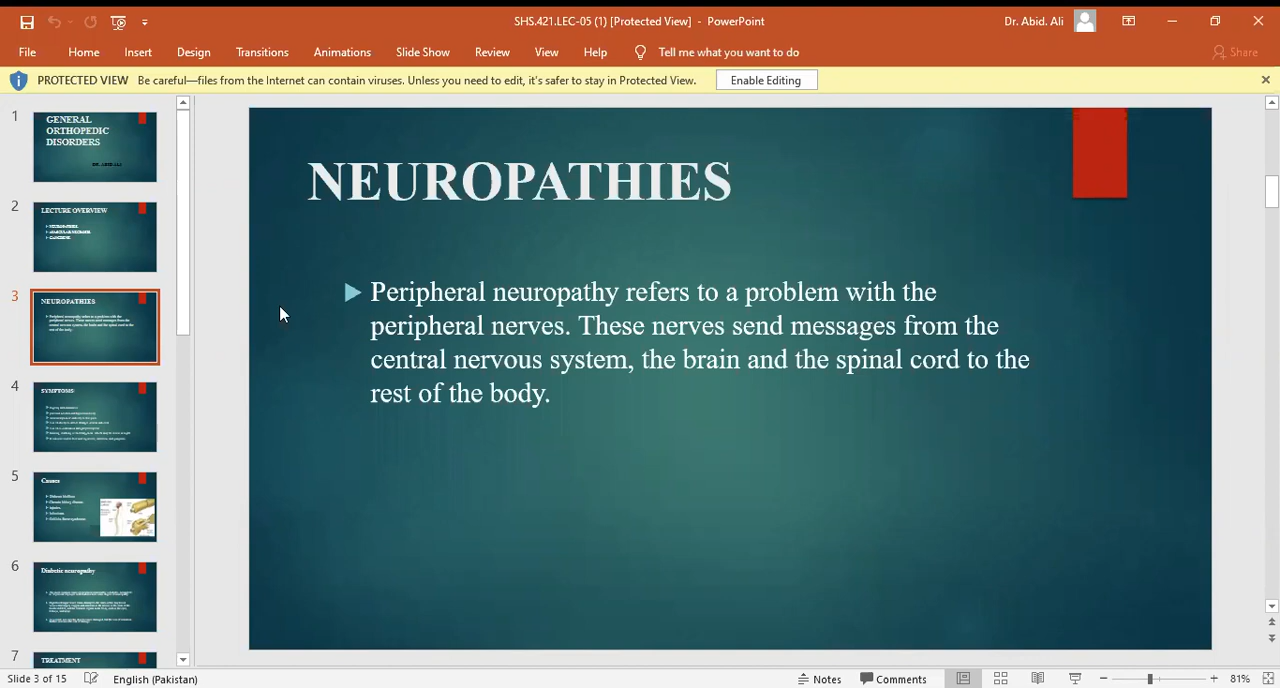 SHS.421.LEC-05 (1) [Protected View] - PowerPoint
Dr. Abid. Ali
File Home Insert Design Transitions Animations Slide Show Review View Help Tell me what you want to do Share
PROTECTED VIEW Be careful—files from the Internet can contain viruses. Unless you need to edit, it's safer to stay in Protected View. Enable Editing
1
GENERAL
ORTHOPEDIC
DISORDERS
2
LECTURE OVERVIEW
3
NEUROPATHIES
4
SYMPTOMS
5
Causes
6
Diabetic neuropathy
7
TREATMENT
NEUROPATHIES
Peripheral neuropathy refers to a problem with the
peripheral nerves. These nerves send messages from the
central nervous system, the brain and the spinal cord to the
rest of the body.
Slide 3 of 15 English (Pakistan) Notes Comments 81%